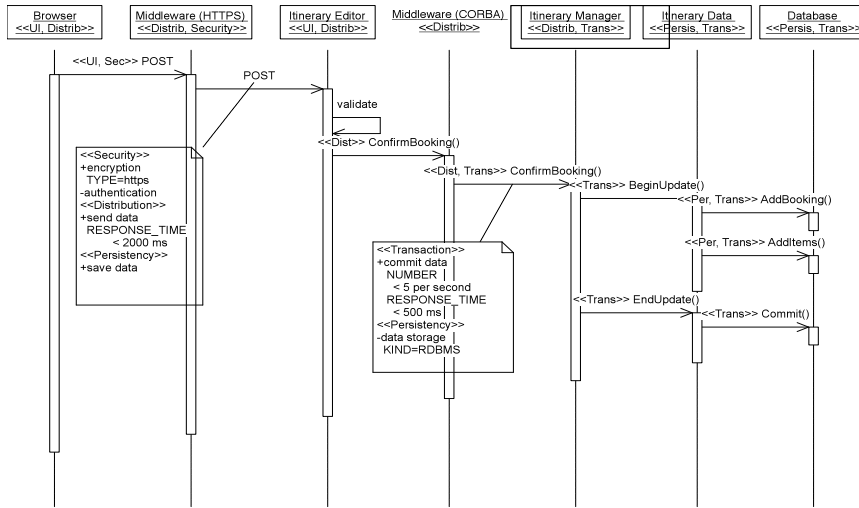 Browser
<<UI, Distrib>>
Middleware (HTTPS)
<<Distrib, Security>>
Itinerary Editor
<<UI, Distrib>>
Middleware (CORBA)
<<Distrib>>
Itinerary Manager
<<Distrib, Trans>>
Itinerary Data
<<Persis, Trans>>
Database
<<Persis, Trans>>
<<UI, Sec>> POST
POST
validate
<<Dist>> ConfirmBooking()
<<Dist, Trans>> ConfirmBooking()
<<Trans>> BeginUpdate()
<<Per, Trans>> AddBooking()
<<Per, Trans>> AddItems()
<<Trans>> EndUpdate()
<<Trans>> Commit()
<<Security>>
+encryption
TYPE=https
-authentication
<<Distribution>>
+send data
RESPONSE_TIME
< 2000 ms
<<Persistency>>
+save data
<<Transaction>>
+commit data
NUMBER
< 5 per second
RESPONSE_TIME
< 500 ms
<<Persistency>>
-data storage
KIND=RDBMS